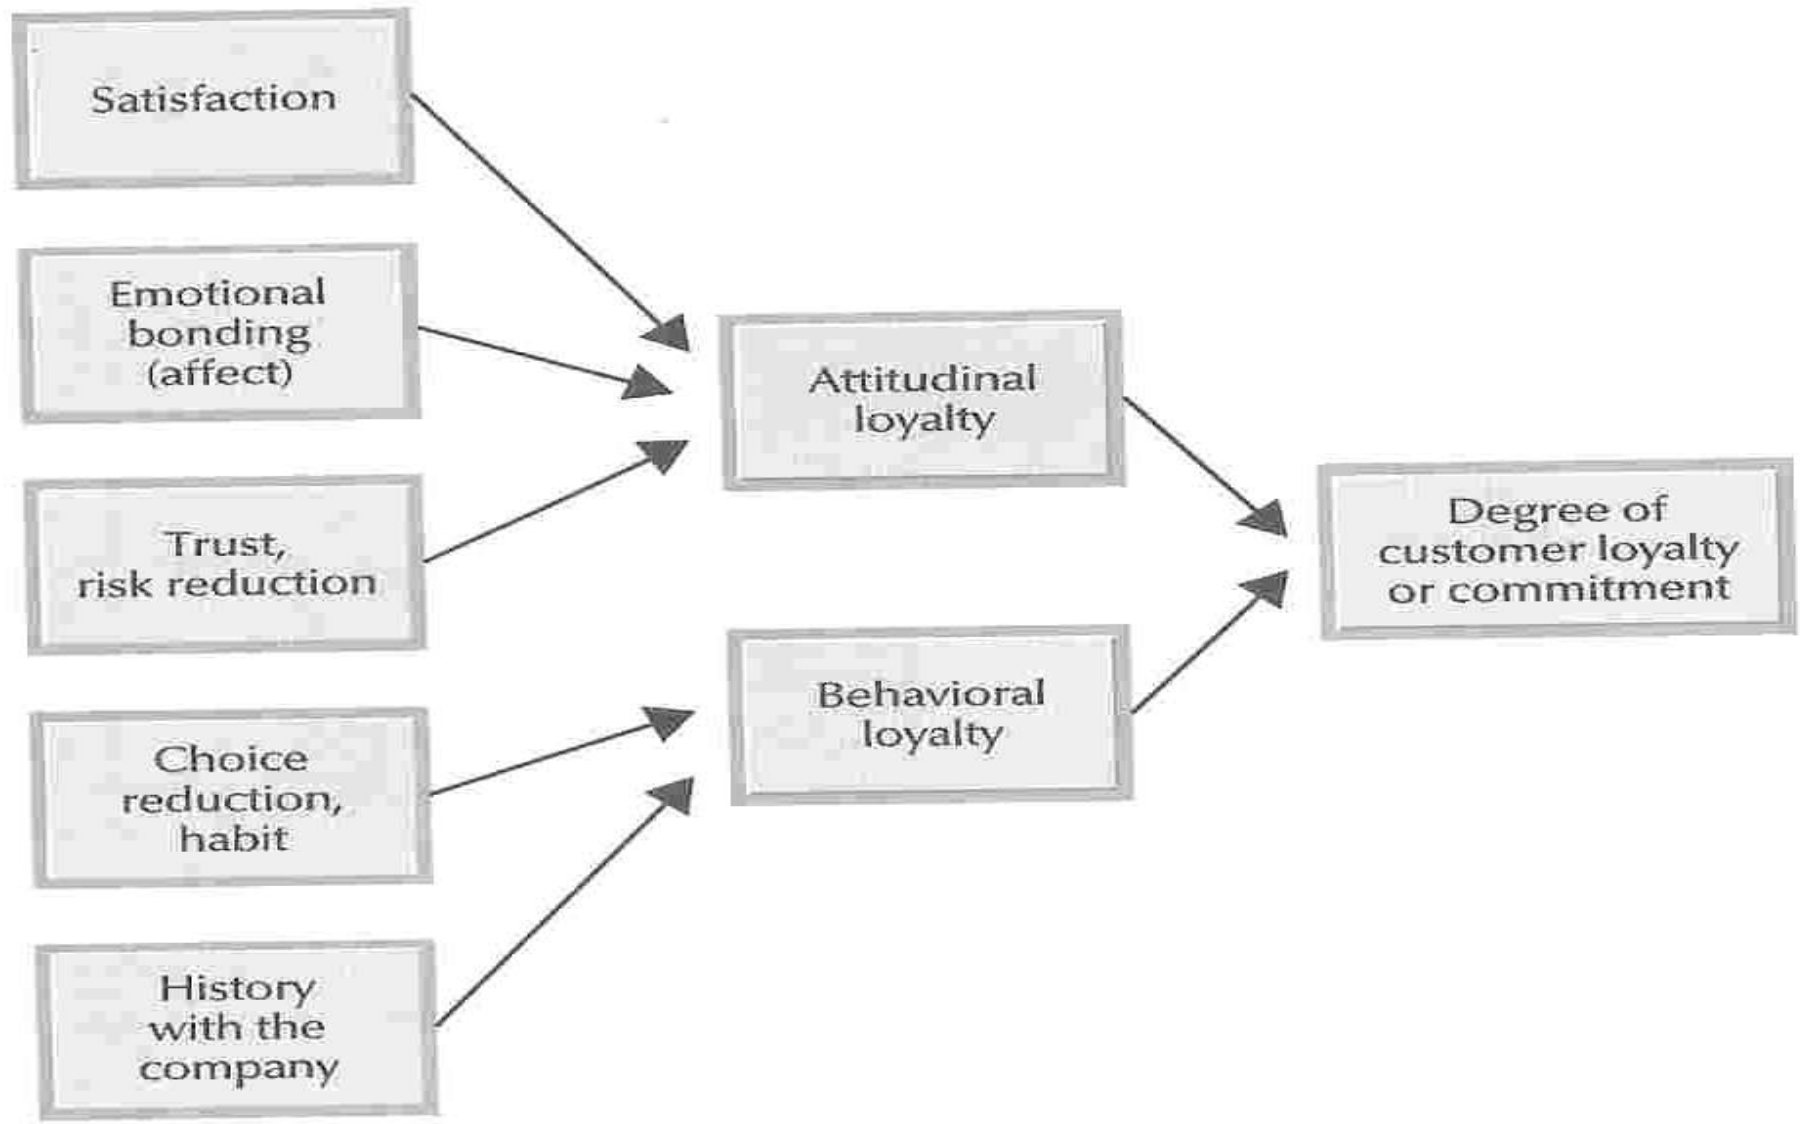 Satisfaction
Emotional
bonding
(affect)
Trust,
risk reduction
Choice
reduction,
habit
History
with the
company
Attitudinal
loyalty
Behavioral
loyalty
Degree of
customer loyalty
or commitment